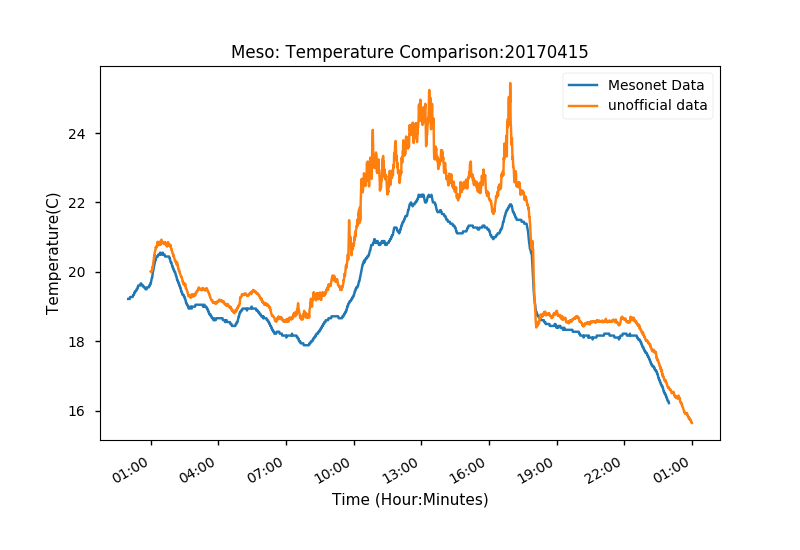 Meso: Temperature Comparison:20170415
Mesonet Data
unofficial data
Temperature(C)
24
22
20
18
16
01:00 04:00 07:00 10:00 13:00 16:00 19:00 22:00 01:00
Time (Hour:Minutes)